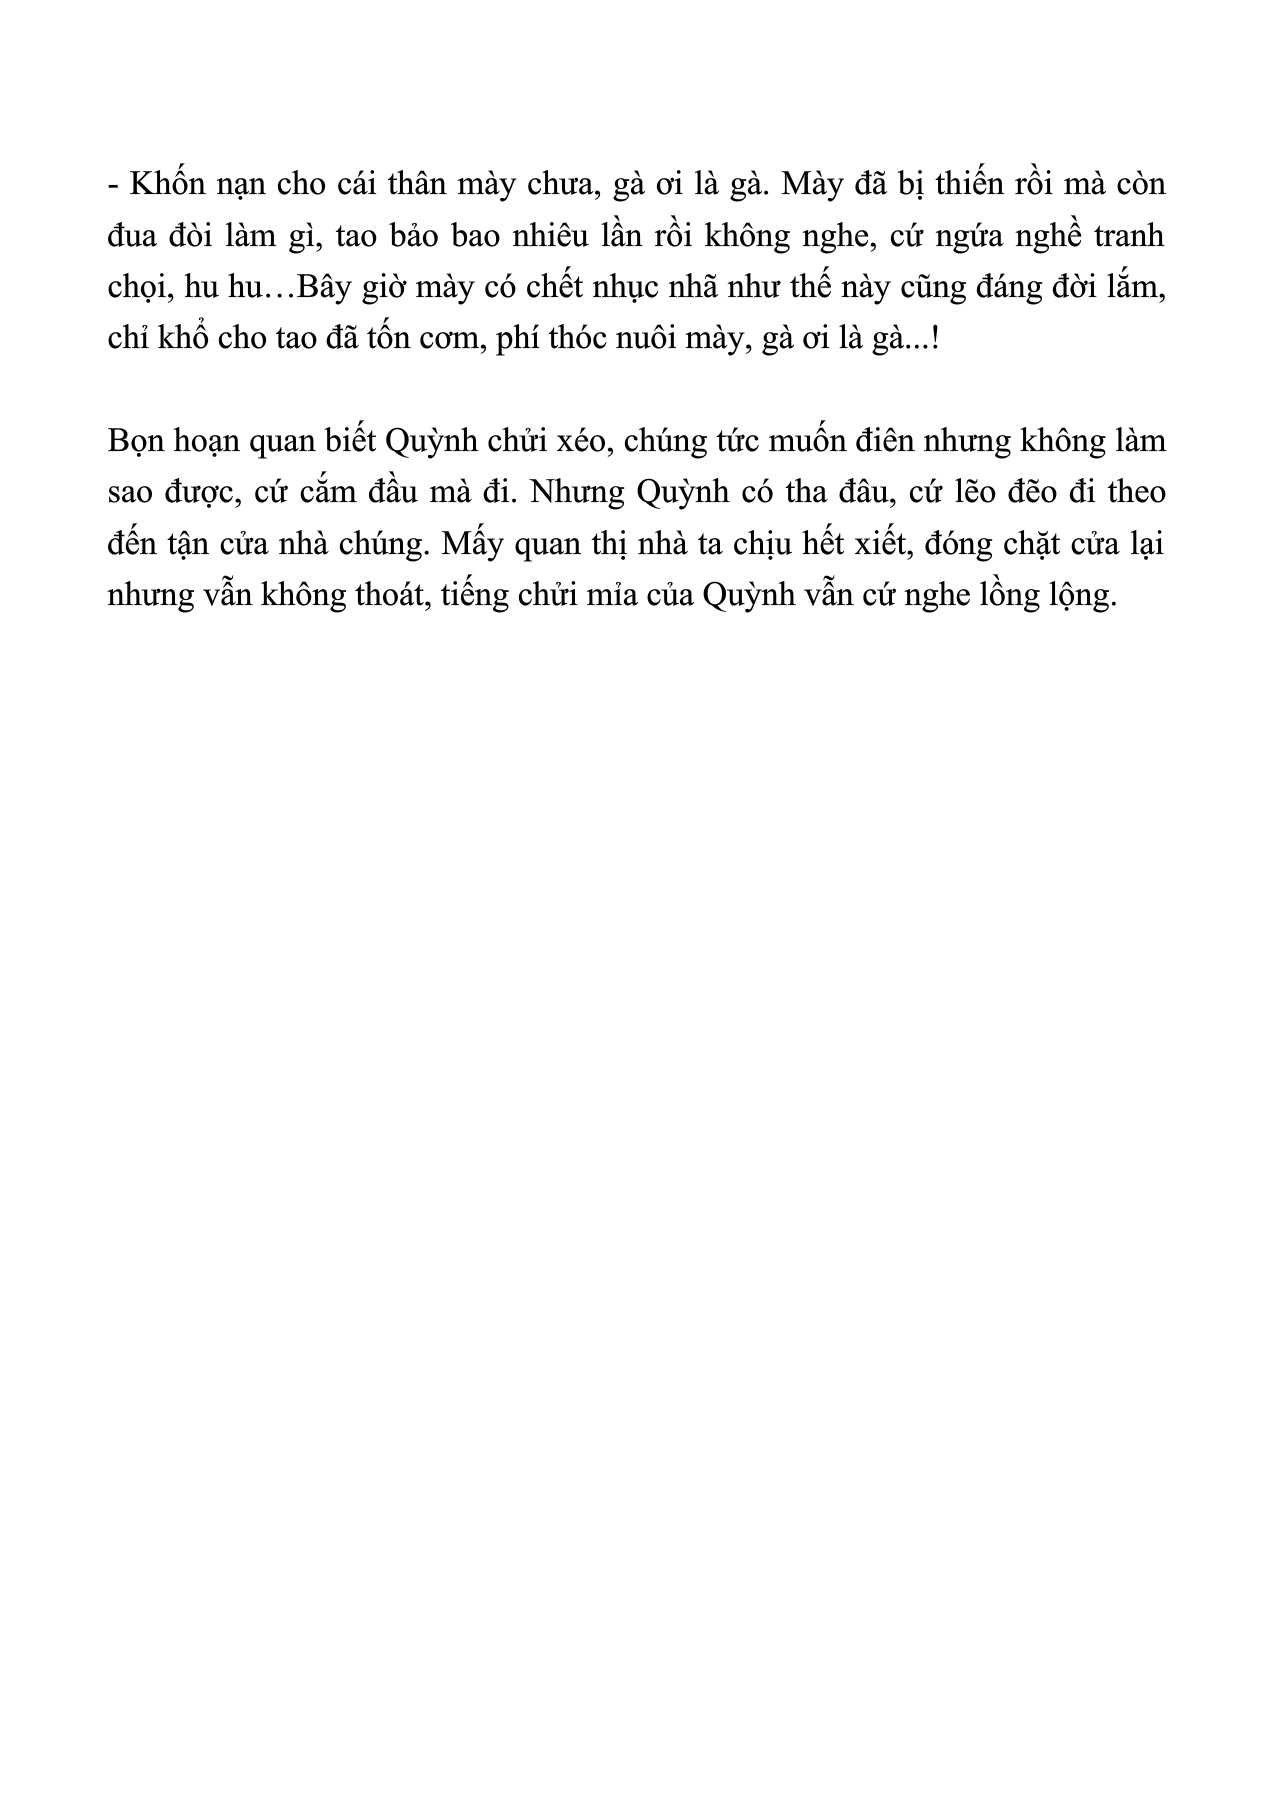 - Khốn nạn cho cái thân mày chưa, gà ơi là gà. Mày đã bị thiến rồi mà còn
đua đòi làm gì, tao bảo bao nhiêu lần rồi không nghe, cứ ngứa nghề tranh
chọi, hu hu…Bây giờ mày có chết nhục nhã như thế này cũng đáng đời lắm,
chỉ khổ cho tao đã tốn cơm, phí thóc nuôi mày, gà ơi là gà...!
Bọn hoạn quan biết Quỳnh chửi xéo, chúng tức muốn điên nhưng không làm
sao được, cứ cắm đầu mà đi. Nhưng Quỳnh có tha đâu, cứ lẽo đẽo đi theo
đến tận cửa nhà chúng. Mấy quan thị nhà ta chịu hết xiết, đóng chặt cửa lại
nhưng vẫn không thoát, tiếng chửi mỉa của Quỳnh vẫn cứ nghe lồng lộng.